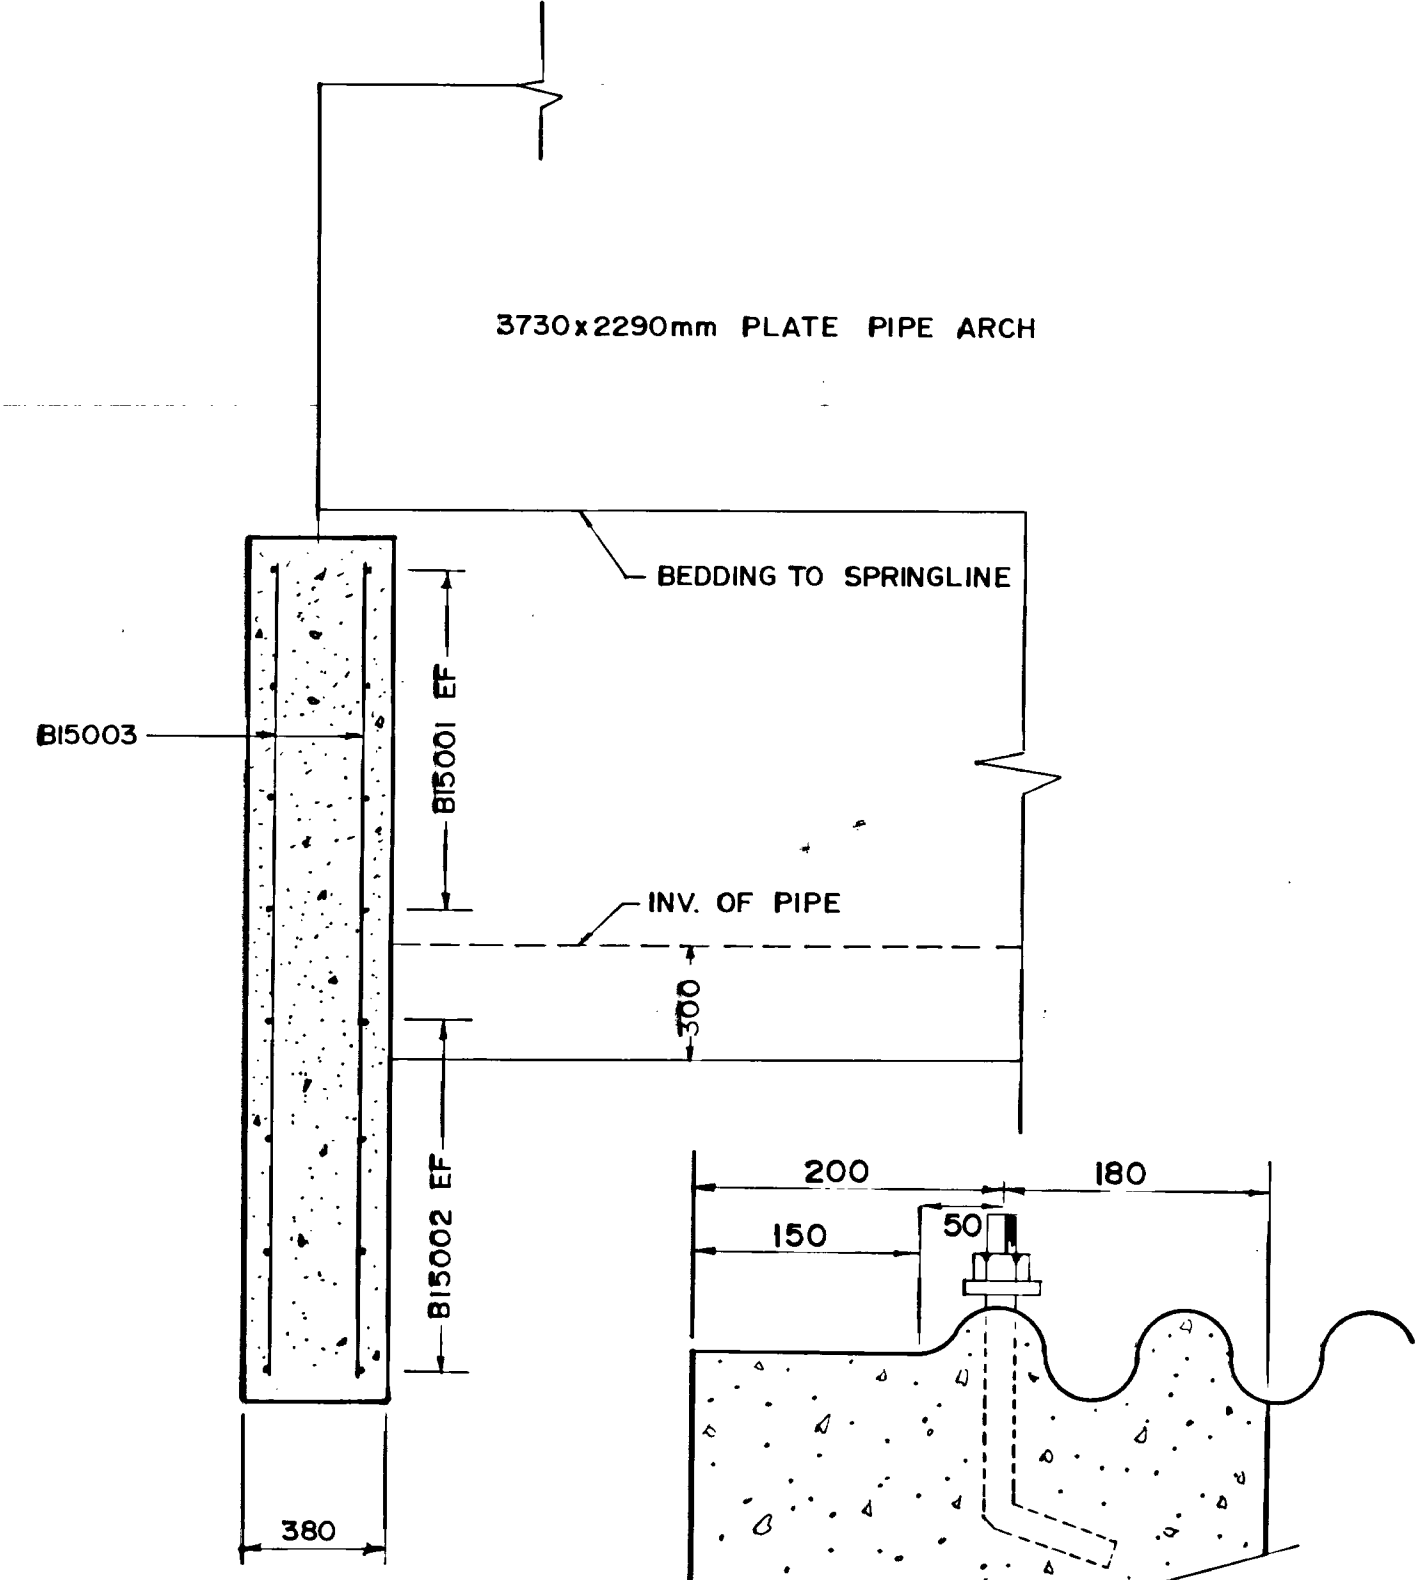 3730x2290mm PLATE PIPE ARCH
BEDDING TO SPRINGLINE
B15001 EF
B15003
INV. OF PIPE
300
B15002 EF
200
180
50
150
380